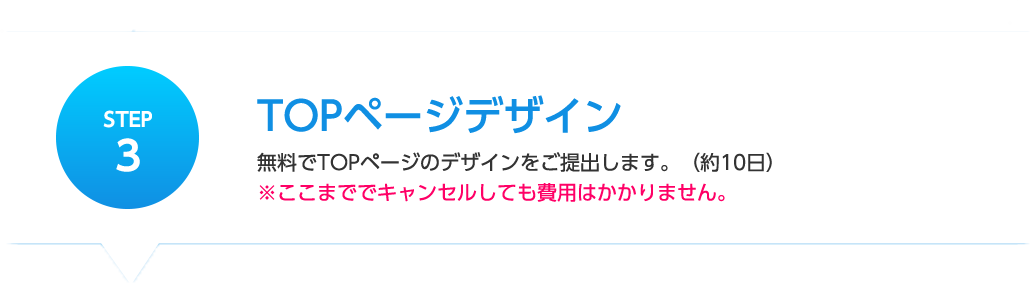 STEP
3
TOPページデザイン
無料でTOPページのデザインをご提出します。（約10日）
※ここまででキャンセルしても費用はかかりません。